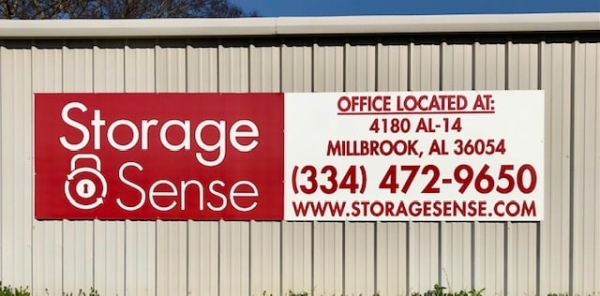 Storage
Sense
OFFICE LOCATED AT:
4180 AL-14
MILLBROOK, AL 36054
(334) 472-9650
WWW.STORAGESENSE.COM